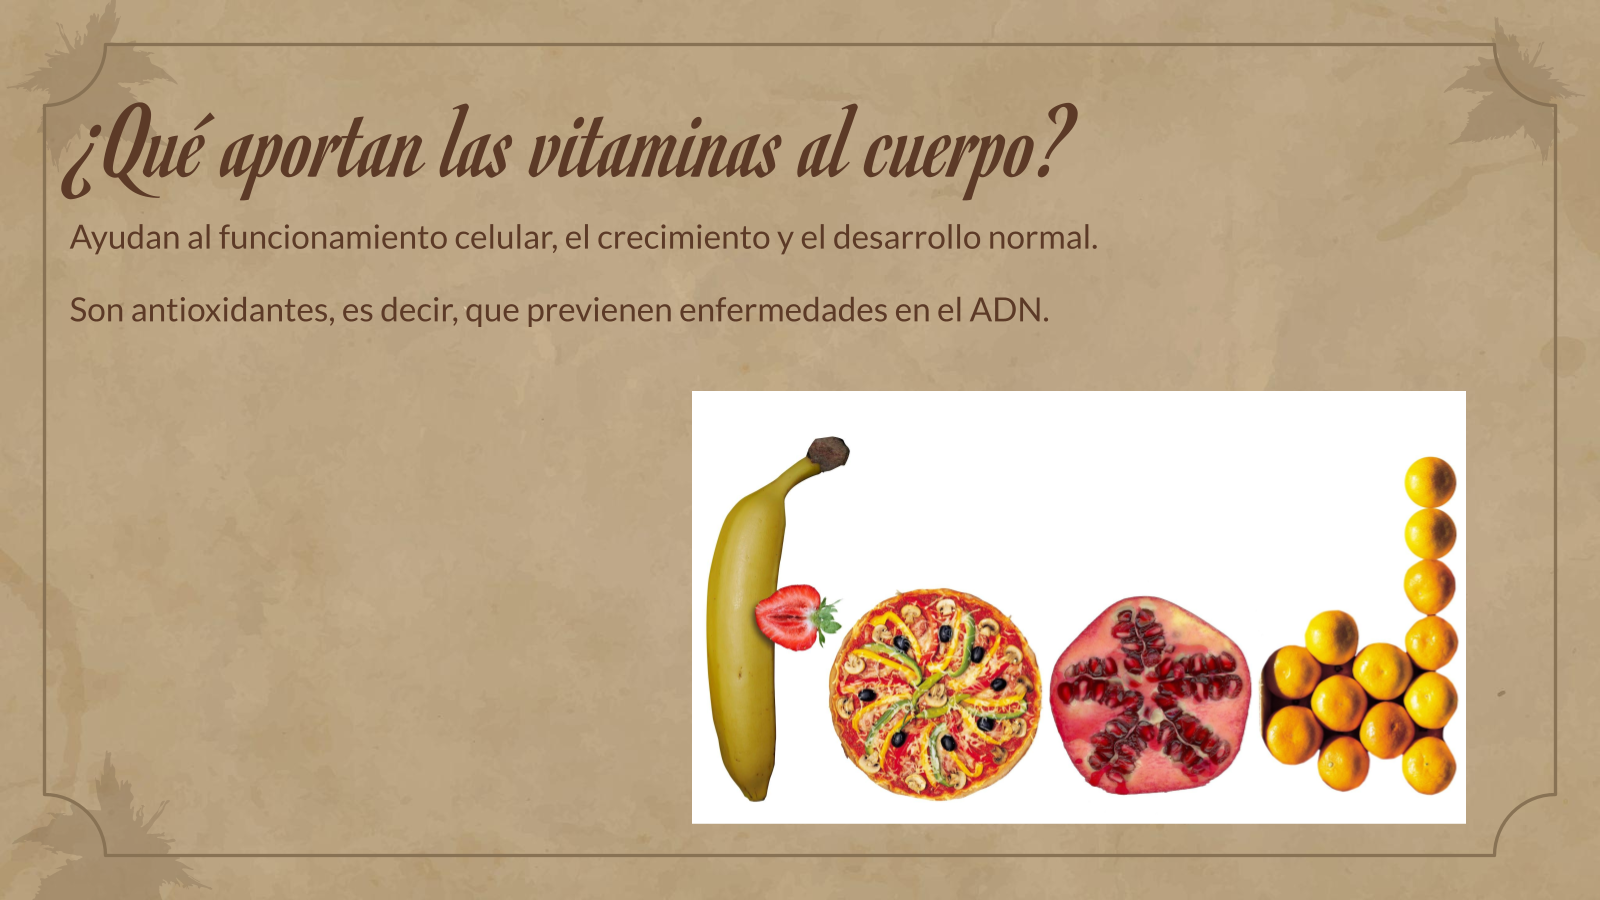 ¿Qué aportan las vitaminas al cuerpo?
Ayudan al funcionamiento celular, el crecimiento y el desarrollo normal.
Son antioxidantes, es decir, que previenen enfermedades en el ADN.
food